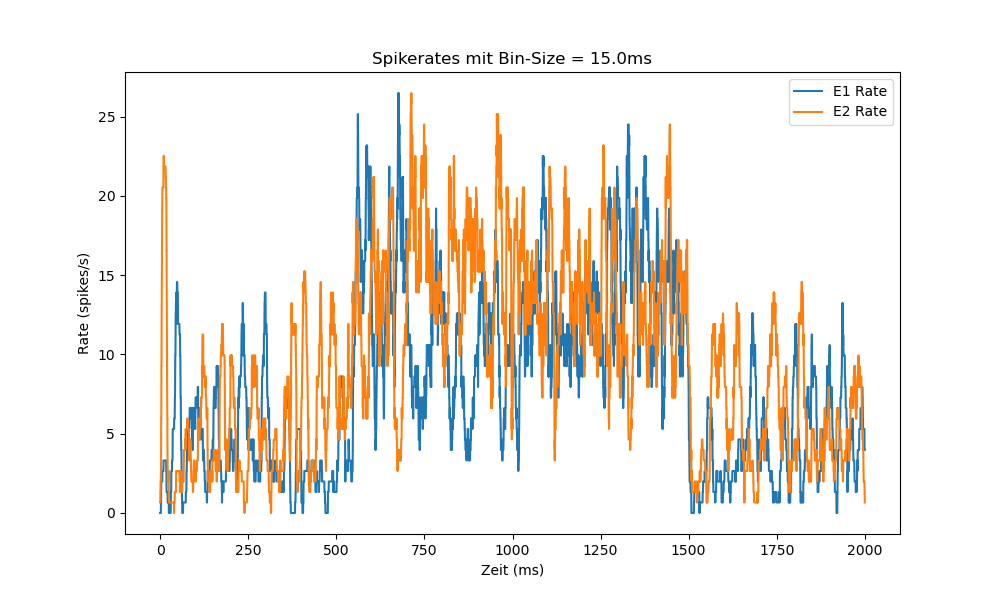 Spikerates mit Bin-Size = 15.0ms
E1 Rate
E2 Rate
Rate (spikes/s)
25
20
15
10
5
0
0 250 500 750 1000 1250 1500 1750 2000
Zeit (ms)